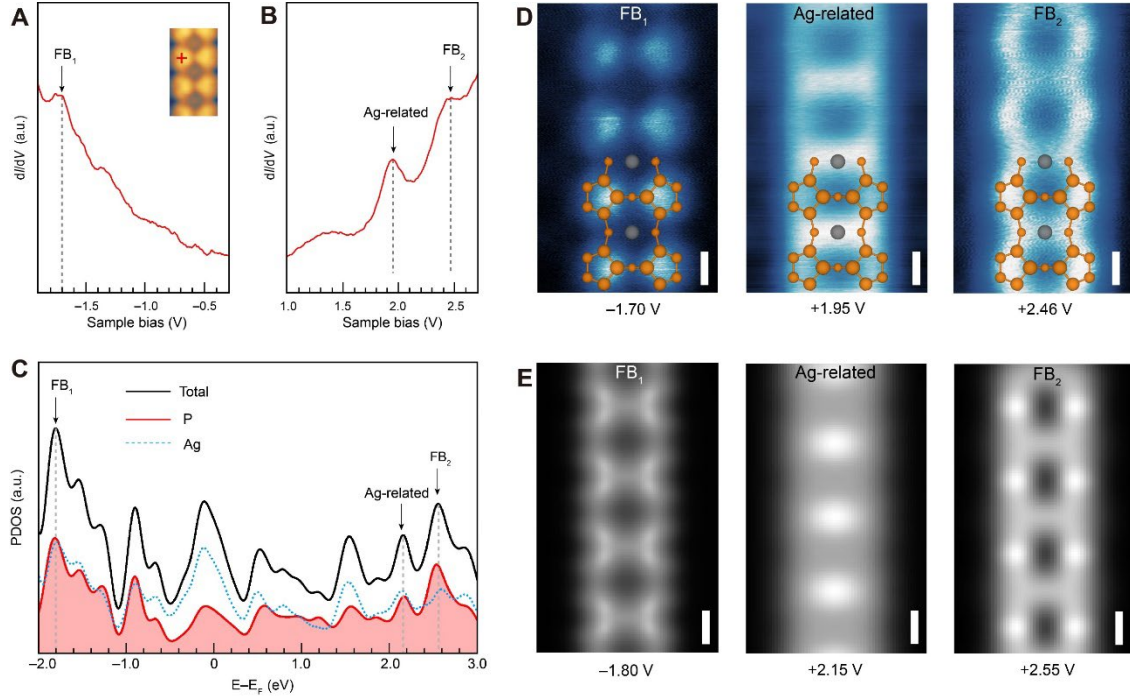 A
FB₁
dI/dV (a.u.)
−1.5 −1.0 −0.5
Sample bias (V)
B
FB₂
Ag-related
dI/dV (a.u.)
1.0 1.5 2.0 2.5
Sample bias (V)
C
FB₁
Total
P
Ag
FB₂
Ag-related
PDOS (a.u.)
−2.0 −1.0 0 1.0 2.0 3.0
E−E_F (eV)
D
FB₁ Ag-related FB₂
−1.70 V +1.95 V +2.46 V
E
FB₁ Ag-related FB₂
−1.80 V +2.15 V +2.55 V